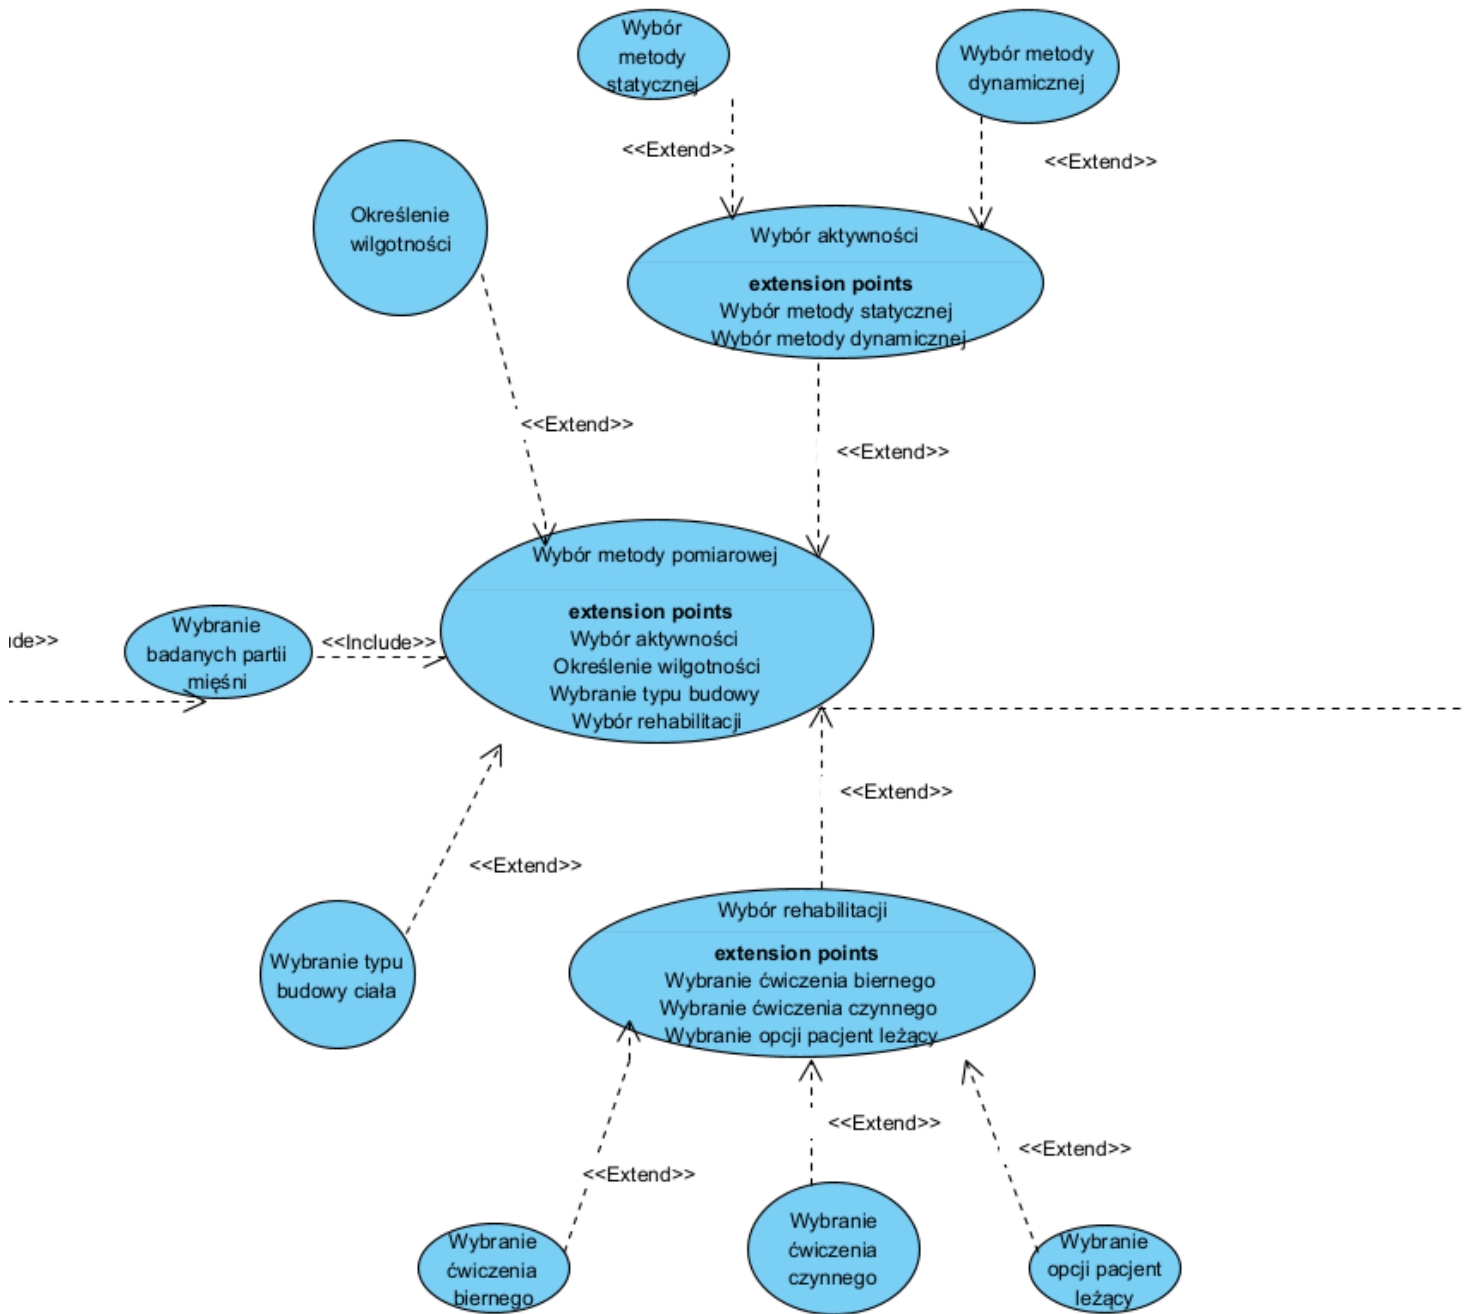 Wybór
metody
statycznej
Wybór metody
dynamicznej
<<Extend>>
<<Extend>>
Określenie
wilgotności
Wybór aktywności
extension points
Wybór metody statycznej
Wybór metody dynamicznej
<<Extend>>
<<Extend>>
Wybór metody pomiarowej
extension points
Wybór aktywności
Określenie wilgotności
Wybranie typu budowy
Wybór rehabilitacji
de>>
Wybranie
badanych partii
mięśni
<<Include>>
<<Extend>>
<<Extend>>
Wybranie typu
budowy ciała
Wybór rehabilitacji
extension points
Wybranie ćwiczenia biernego
Wybranie ćwiczenia czynnego
Wybranie opcji pacjent leżący
<<Extend>>
<<Extend>>
<<Extend>>
Wybranie
ćwiczenia
biernego
Wybranie
ćwiczenia
czynnego
Wybranie
opcji pacjent
leżący